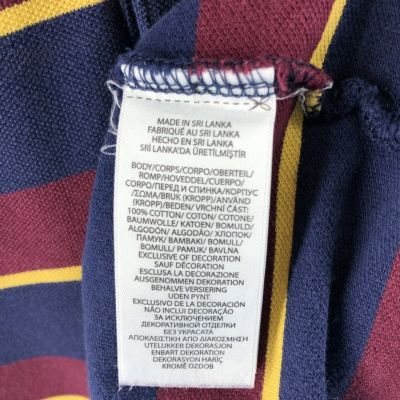 MADE IN SRI LANKA
FABRIQUÉ AU SRI LANKA
HECHO EN SRI LANKA
SRİ LANKA'DA ÜRETİLMİŞTİR
BODY/CORPS/CORPO/OBERTEIL/
ROMP/HOVEDDEL/CUERPO/
CORPO/ПЕРЕД И СПИНКА/КОРПУС
/ΣΩΜΑ/BRUK (KROPP)/ANVÄND
(KROPP)/BEDEN/ VRCHNÍ ČÁST:
100% COTTON/ COTON/ COTONE/
BAUMWOLLE/ KATOEN/ BOMULD/
ALGODÓN/ ALGODÃO/ ХЛОПОК/
ПАМУК/ ΒΑΜΒΑΚΙ/ BOMULL/
BOMULL/ PAMUK/ BAVLNA
EXCLUSIVE OF DECORATION
SAUF DÉCORATION
ESCLUSA LA DECORAZIONE
AUSGENOMMEN DEKORATION
BEHALVE VERSIERING
UDEN PYNT
EXCLUSIVO DE LA DECORACIÓN
NÃO INCLUI DECORAÇÃO
ЗА ИСКЛЮЧЕНИЕМ
ДЕКОРАТИВНОЙ ОТДЕЛКИ
БЕЗ УКРАСАТА
ΑΠΟΚΛΕΙΣΤΙΚΗ ΑΠΟ ΔΙΑΚΟΣΜΗΣΗ
UTELUKKER DEKORASJON
ENBART DEKORATION
DEKORASYON HARİÇ
KROMĚ OZDOB